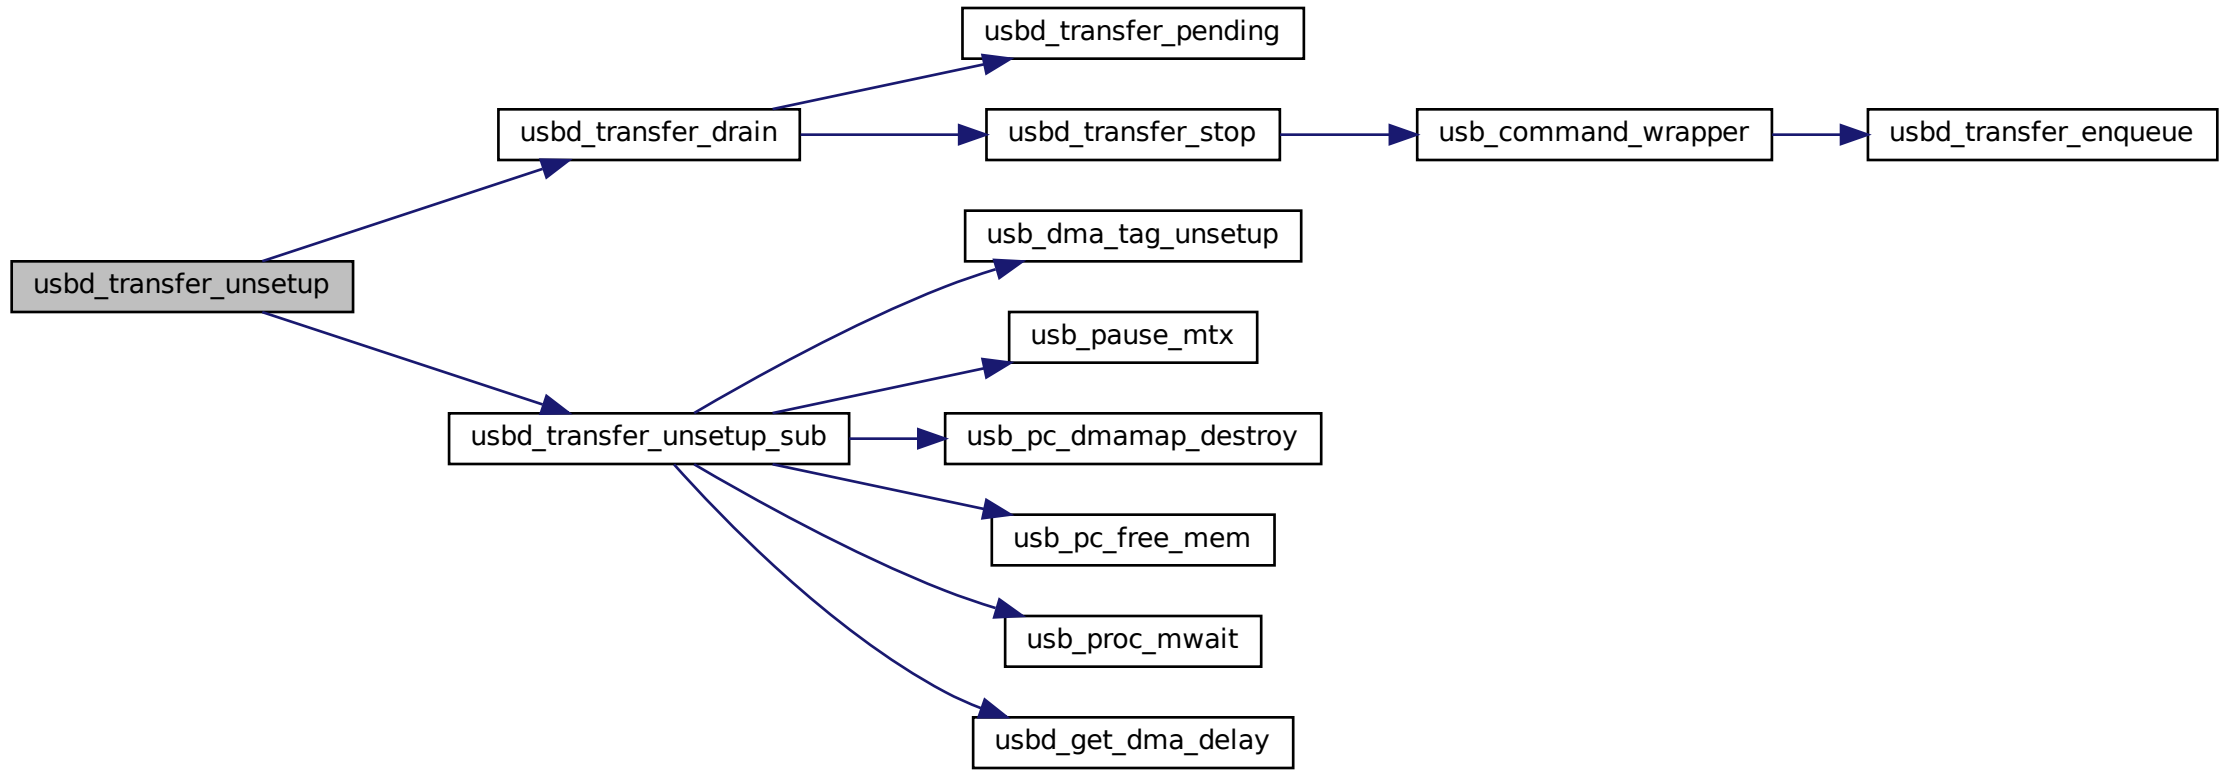 usbd_transfer_unsetup
usbd_transfer_drain
usbd_transfer_pending
usbd_transfer_stop
usb_command_wrapper
usbd_transfer_enqueue
usbd_transfer_unsetup_sub
usb_dma_tag_unsetup
usb_pause_mtx
usb_pc_dmamap_destroy
usb_pc_free_mem
usb_proc_mwait
usbd_get_dma_delay